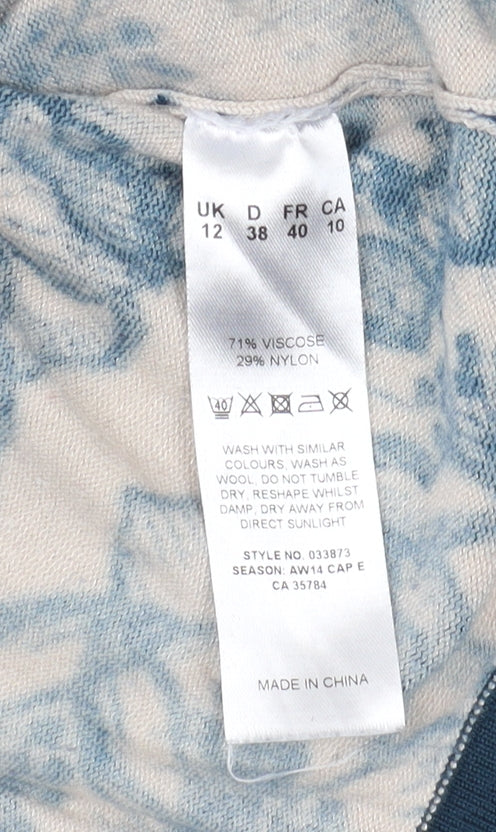 UK D FR CA
12 38 40 10
71% VISCOSE
29% NYLON
40
WASH WITH SIMILAR
COLOURS, WASH AS
WOOL, DO NOT TUMBLE
DRY, RESHAPE WHILST
DAMP, DRY AWAY FROM
DIRECT SUNLIGHT
STYLE NO. 033873
SEASON: AW14 CAP E
CA 35784
MADE IN CHINA